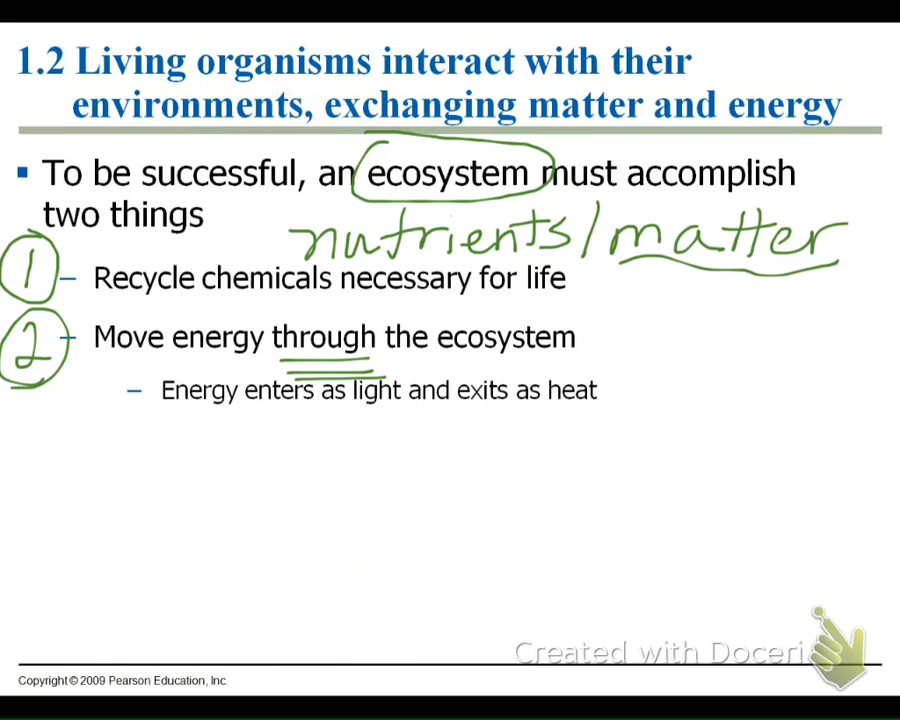 1.2 Living organisms interact with their
environments, exchanging matter and energy
▪ To be successful, an ecosystem must accomplish
two things
nutrients/matter
1 – Recycle chemicals necessary for life
2 – Move energy through the ecosystem
– Energy enters as light and exits as heat
Created with Doceri
Copyright © 2009 Pearson Education, Inc.